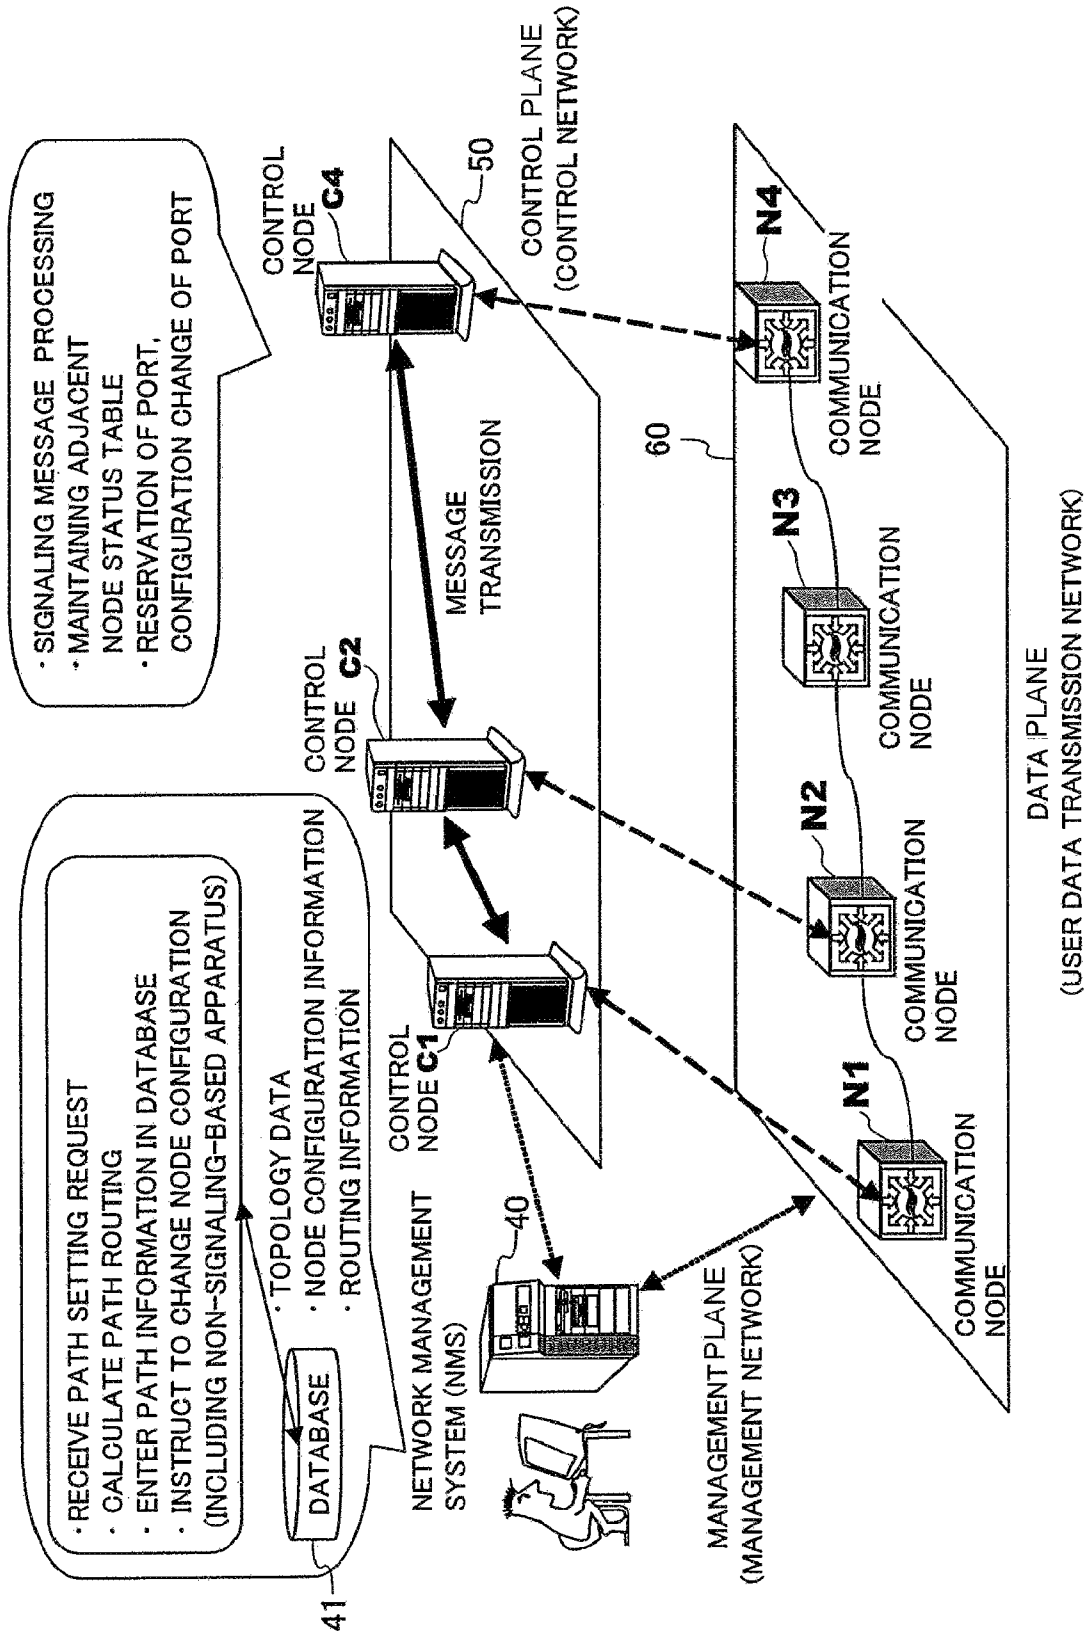 · RECEIVE PATH SETTING REQUEST
· CALCULATE PATH ROUTING
· ENTER PATH INFORMATION IN DATABASE
· INSTRUCT TO CHANGE NODE CONFIGURATION
(INCLUDING NON-SIGNALING-BASED APPARATUS)
41
DATABASE
· TOPOLOGY DATA
· NODE CONFIGURATION INFORMATION
· ROUTING INFORMATION
· SIGNALING MESSAGE PROCESSING
· MAINTAINING ADJACENT
NODE STATUS TABLE
· RESERVATION OF PORT,
CONFIGURATION CHANGE OF PORT
NETWORK MANAGEMENT
SYSTEM (NMS)
40
CONTROL
NODE C1
CONTROL
NODE C2
CONTROL
NODE C4
MESSAGE
TRANSMISSION
50
CONTROL PLANE
(CONTROL NETWORK)
MANAGEMENT PLANE
(MANAGEMENT NETWORK)
60
N1
COMMUNICATION
NODE
N2
COMMUNICATION
NODE
N3
COMMUNICATION
NODE
N4
COMMUNICATION
NODE
DATA PLANE
(USER DATA TRANSMISSION NETWORK)